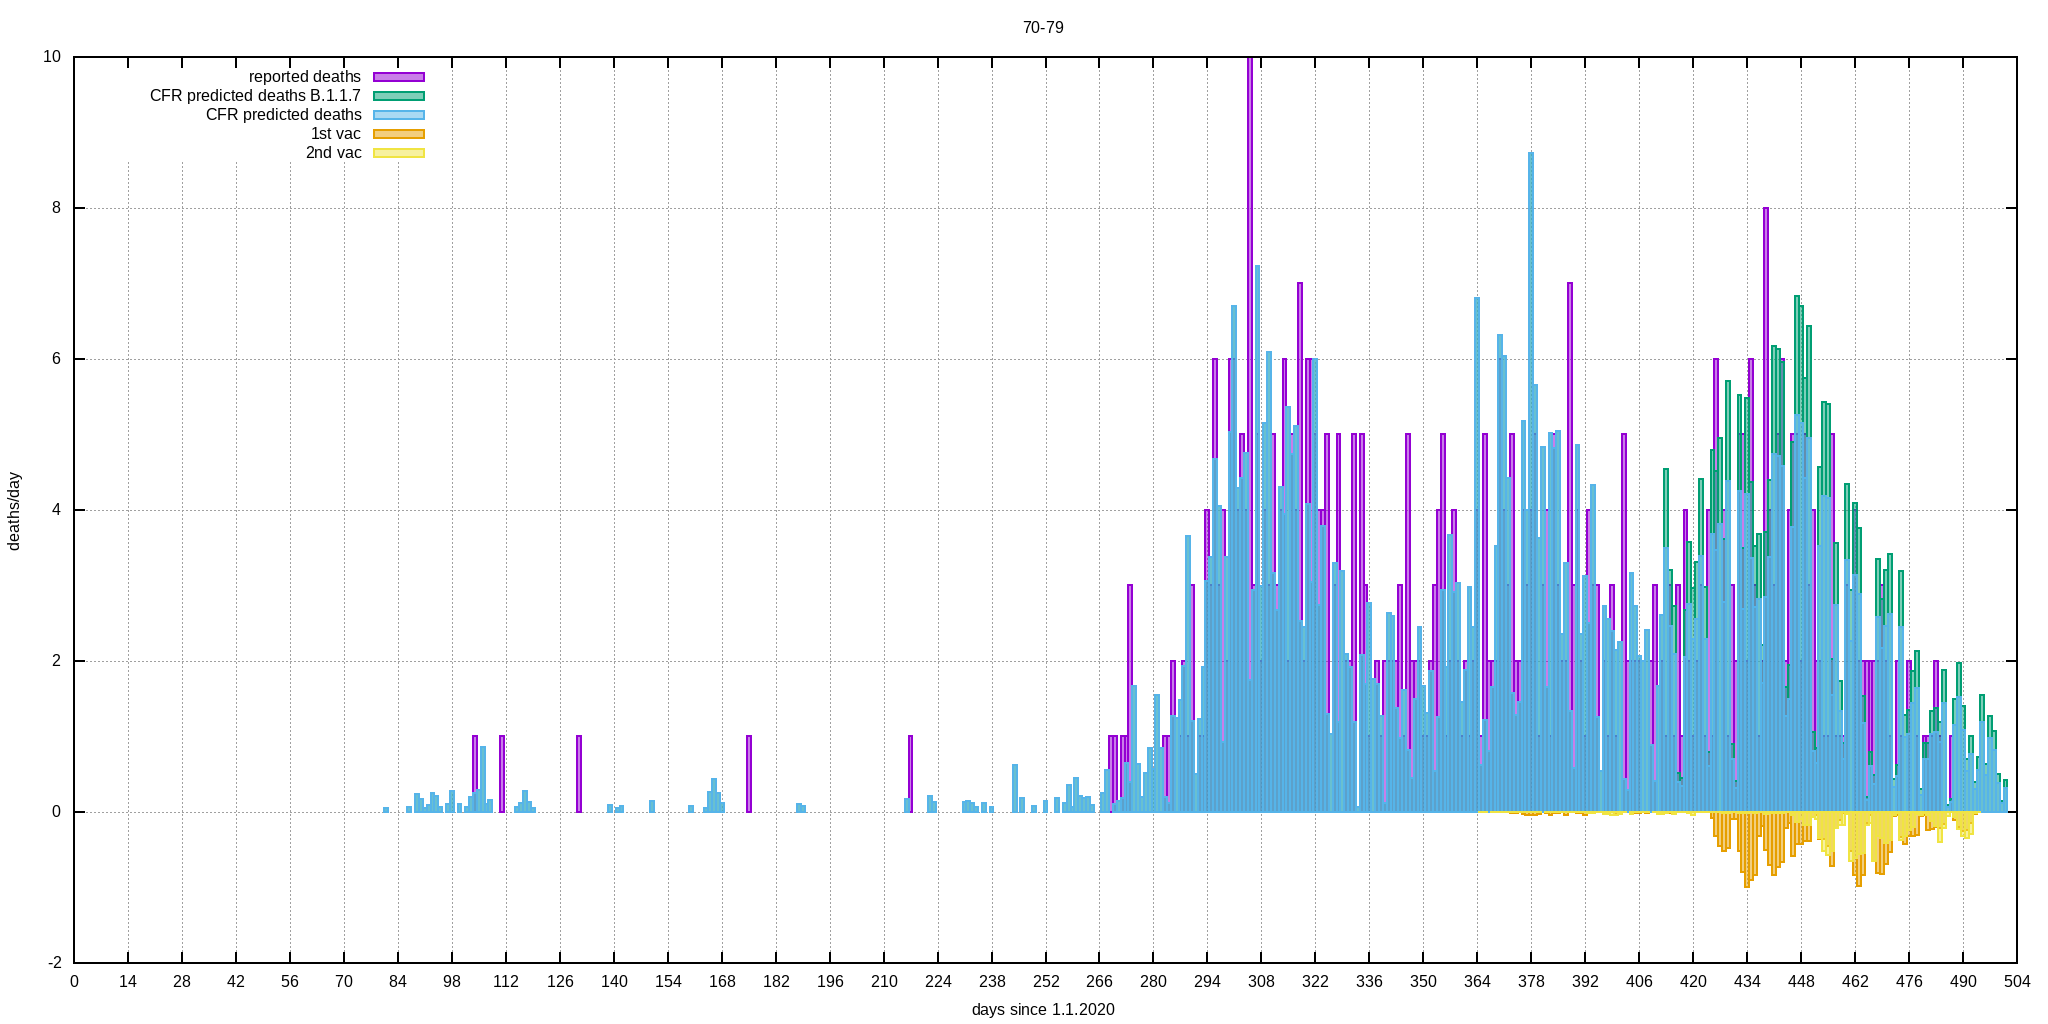 70-79
10
8
6
4
2
0
-2
deaths/day
reported deaths
CFR predicted deaths B.1.1.7
CFR predicted deaths
1st vac
2nd vac
0 14 28 42 56 70 84 98 112 126 140 154 168 182 196 210 224 238 252 266 280 294 308 322 336 350 364 378 392 406 420 434 448 462 476 490 504
days since 1.1.2020